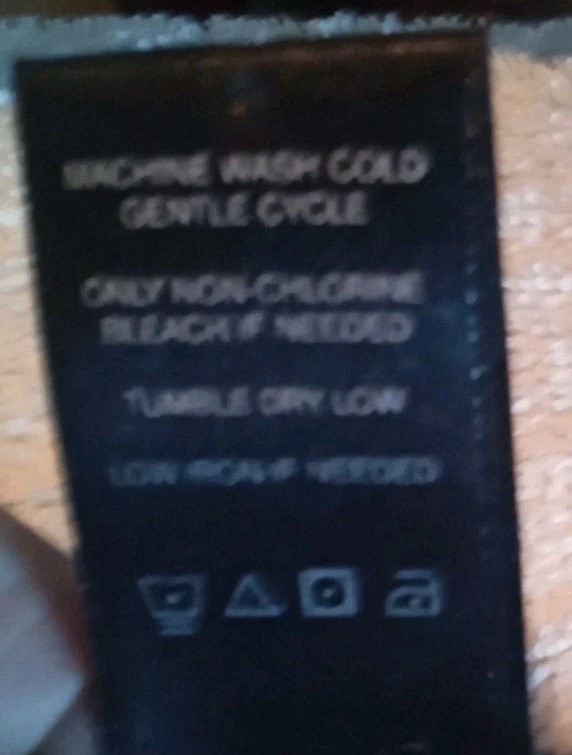 MACHINE WASH COLD
GENTLE CYCLE
ONLY NON-CHLORINE
BLEACH IF NEEDED
TUMBLE DRY LOW
LOW IRON IF NEEDED